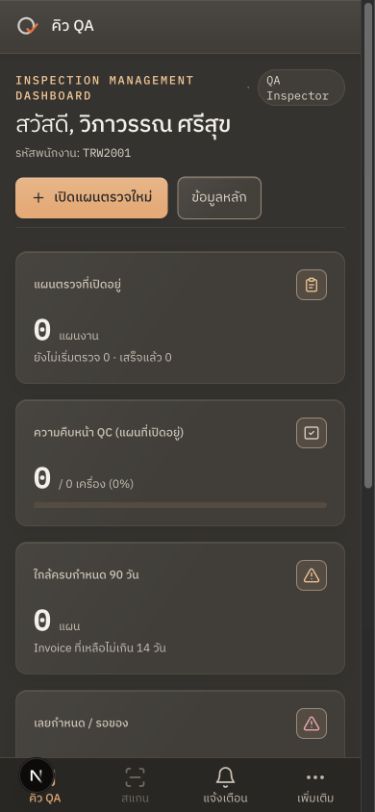 คิว QA
INSPECTION MANAGEMENT
DASHBOARD
·
QA
Inspector
สวัสดี, วิภาวรรณ ศรีสุข
รหัสพนักงาน: TRW2001
+ เปิดแผนตรวจใหม่
ข้อมูลหลัก
แผนตรวจที่เปิดอยู่
0 แผนงาน
ยังไม่เริ่มตรวจ 0 · เสร็จแล้ว 0
ความคืบหน้า QC (แผนที่เปิดอยู่)
0 / 0 เครื่อง (0%)
ใกล้ครบกำหนด 90 วัน
0 แผน
Invoice ที่เหลือไม่เกิน 14 วัน
เลยกำหนด / รอของ
N
คิว QA
สแกน
แจ้งเตือน
เพิ่มเติม